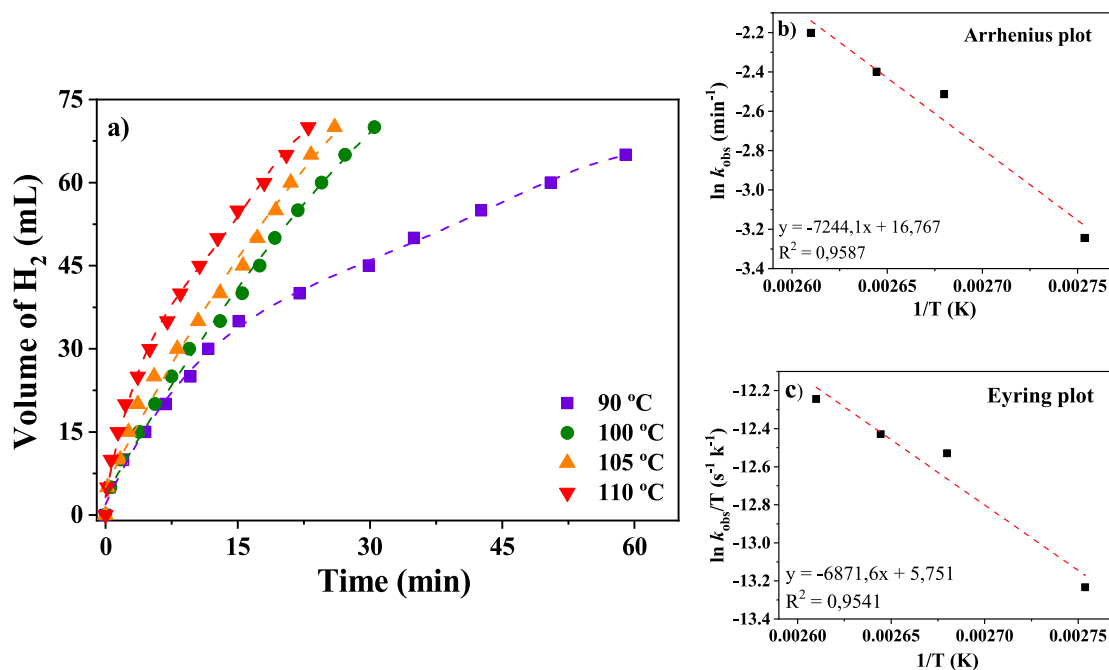 a)
Volume of H2 (mL)
75
60
45
30
15
0
0 15 30 45 60
Time (min)
90 ºC
100 ºC
105 ºC
110 ºC
b)
Arrhenius plot
ln kobs (min-1)
-2.2
-2.4
-2.6
-2.8
-3.0
-3.2
-3.4
y = -7244,1x + 16,767
R2 = 0,9587
0.00260 0.00265 0.00270 0.00275
1/T (K)
c)
Eyring plot
ln kobs/T (s-1 k-1)
-12.2
-12.4
-12.6
-12.8
-13.0
-13.2
-13.4
y = -6871,6x + 5,751
R2 = 0,9541
0.00260 0.00265 0.00270 0.00275
1/T (K)